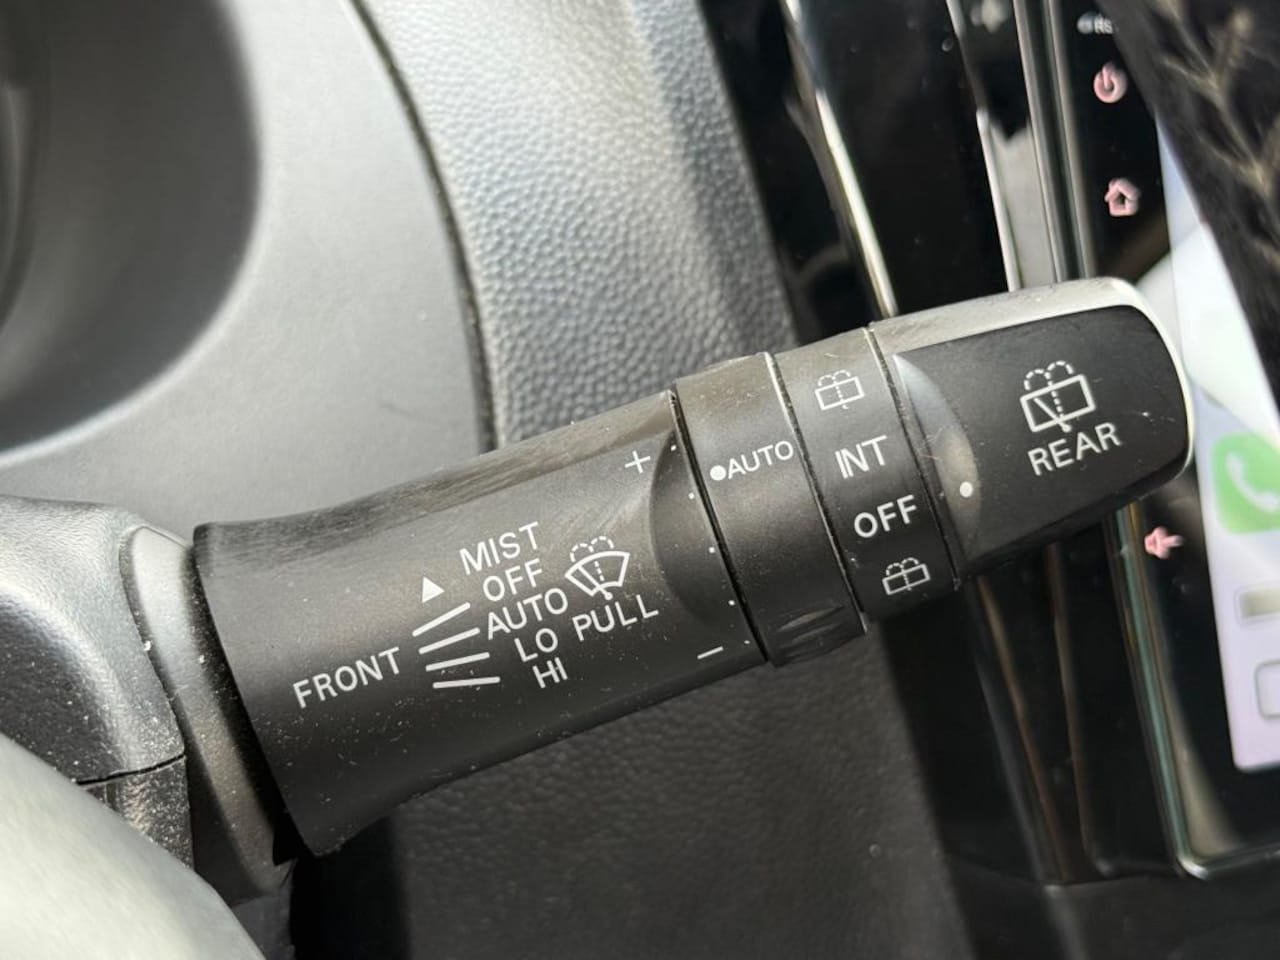 MIST
OFF
AUTO
LO PULL
HI
FRONT
+
−
●AUTO
INT
OFF
REAR